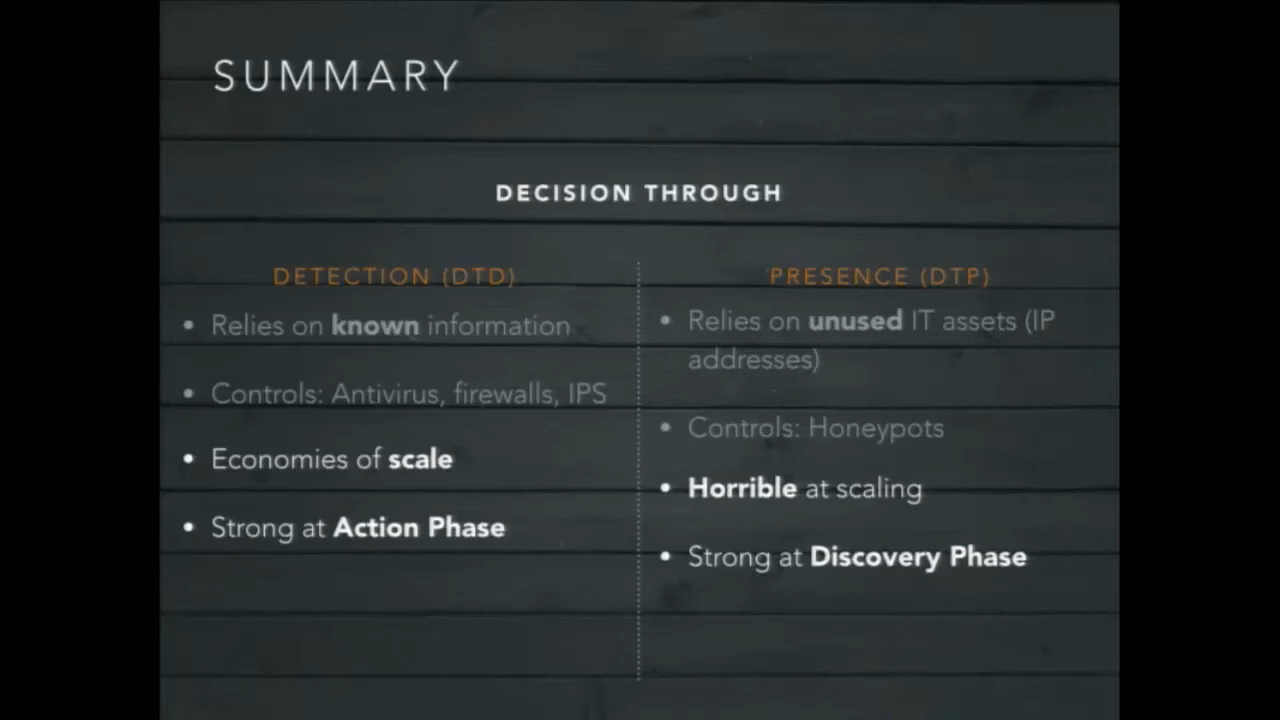 SUMMARY
DECISION THROUGH
DETECTION (DTD)
• Relies on known information
• Controls: Antivirus, firewalls, IPS
• Economies of scale
• Strong at Action Phase
PRESENCE (DTP)
• Relies on unused IT assets (IP
addresses)
• Controls: Honeypots
• Horrible at scaling
• Strong at Discovery Phase